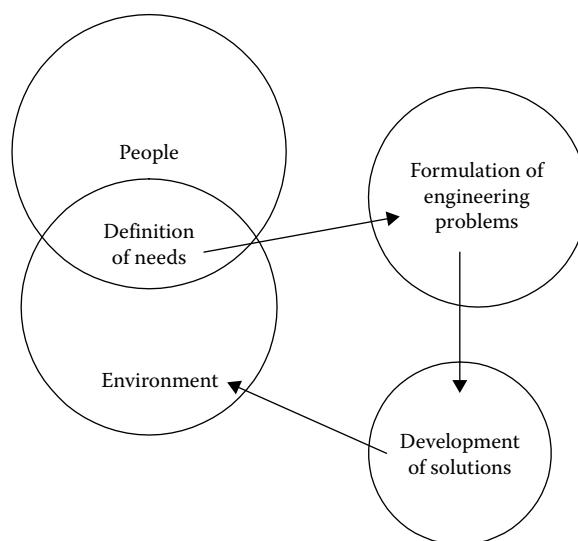 People
Definition
of needs
Environment
Formulation of
engineering
problems
Development
of solutions